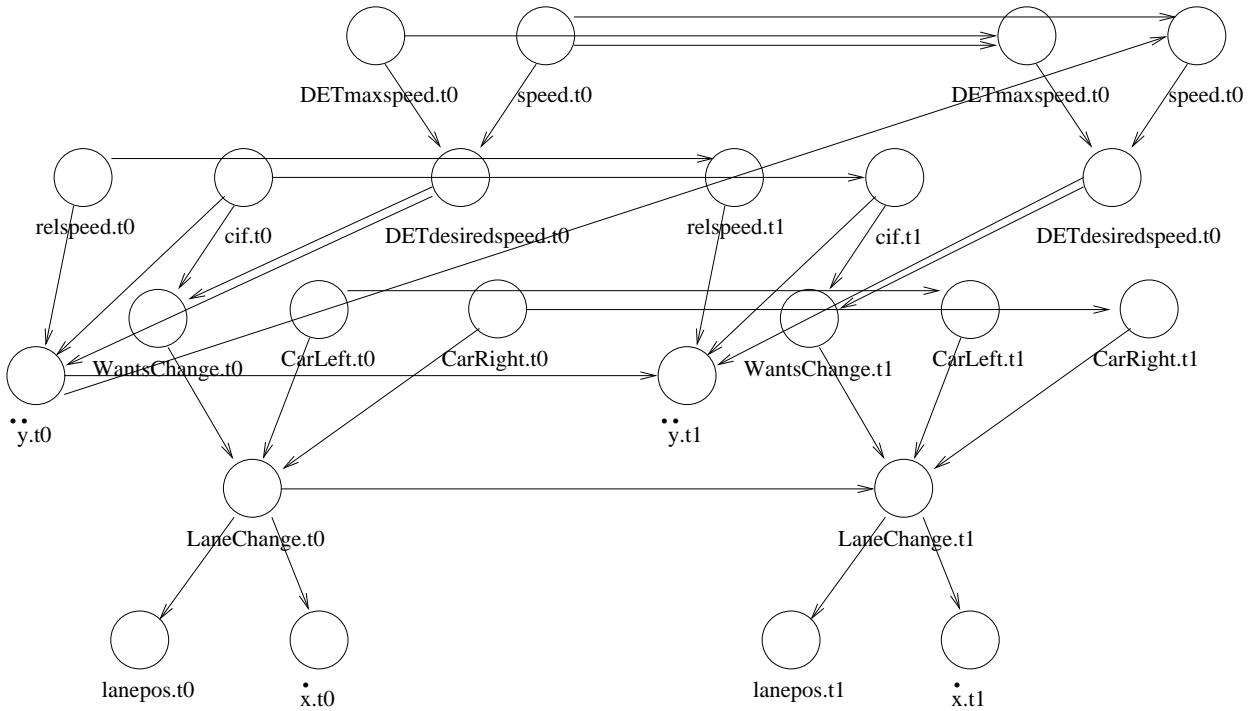 DETmaxspeed.t0 speed.t0 DETmaxspeed.t0 speed.t0
relspeed.t0 cif.t0 DETdesiredspeed.t0 relspeed.t1 cif.t1 DETdesiredspeed.t0
WantsChange.t0 CarLeft.t0 CarRight.t0 WantsChange.t1 CarLeft.t1 CarRight.t1
ÿ.t0 ÿ.t1
LaneChange.t0 LaneChange.t1
lanepos.t0 ẋ.t0 lanepos.t1 ẋ.t1